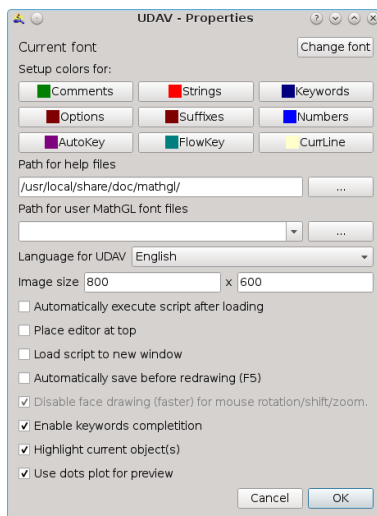 UDAV - Properties
Current font
Change font
Setup colors for:
Comments Strings Keywords
Options Suffixes Numbers
AutoKey FlowKey CurrLine
Path for help files
/usr/local/share/doc/mathgl/ ...
Path for user MathGL font files
...
Language for UDAV English
Image size 800 x 600
Automatically execute script after loading
Place editor at top
Load script to new window
Automatically save before redrawing (F5)
Disable face drawing (faster) for mouse rotation/shift/zoom.
Enable keywords completition
Highlight current object(s)
Use dots plot for preview
Cancel OK